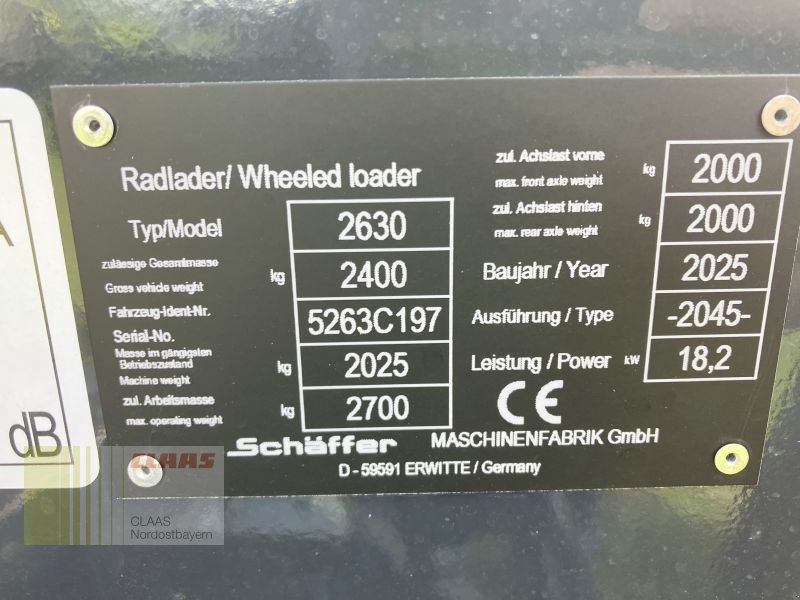 Radlader/ Wheeled loader
Typ/Model 2630
zulässige Gesamtmasse
Gross vehicle weight kg 2400
Fahrzeug-Ident-Nr.
Serial-No. 5263C197
Masse im gängigsten
Betriebszustand
Machine weight kg 2025
zul. Arbeitsmasse
max. operating weight kg 2700
zul. Achslast vorne
max. front axle weight kg 2000
zul. Achslast hinten
max. rear axle weight kg 2000
Baujahr / Year 2025
Ausführung / Type -2045-
Leistung / Power kW 18,2
CE
Schäffer MASCHINENFABRIK GmbH
D - 59591 ERWITTE / Germany
A
dB
CLAAS
CLAAS
Nordostbayern